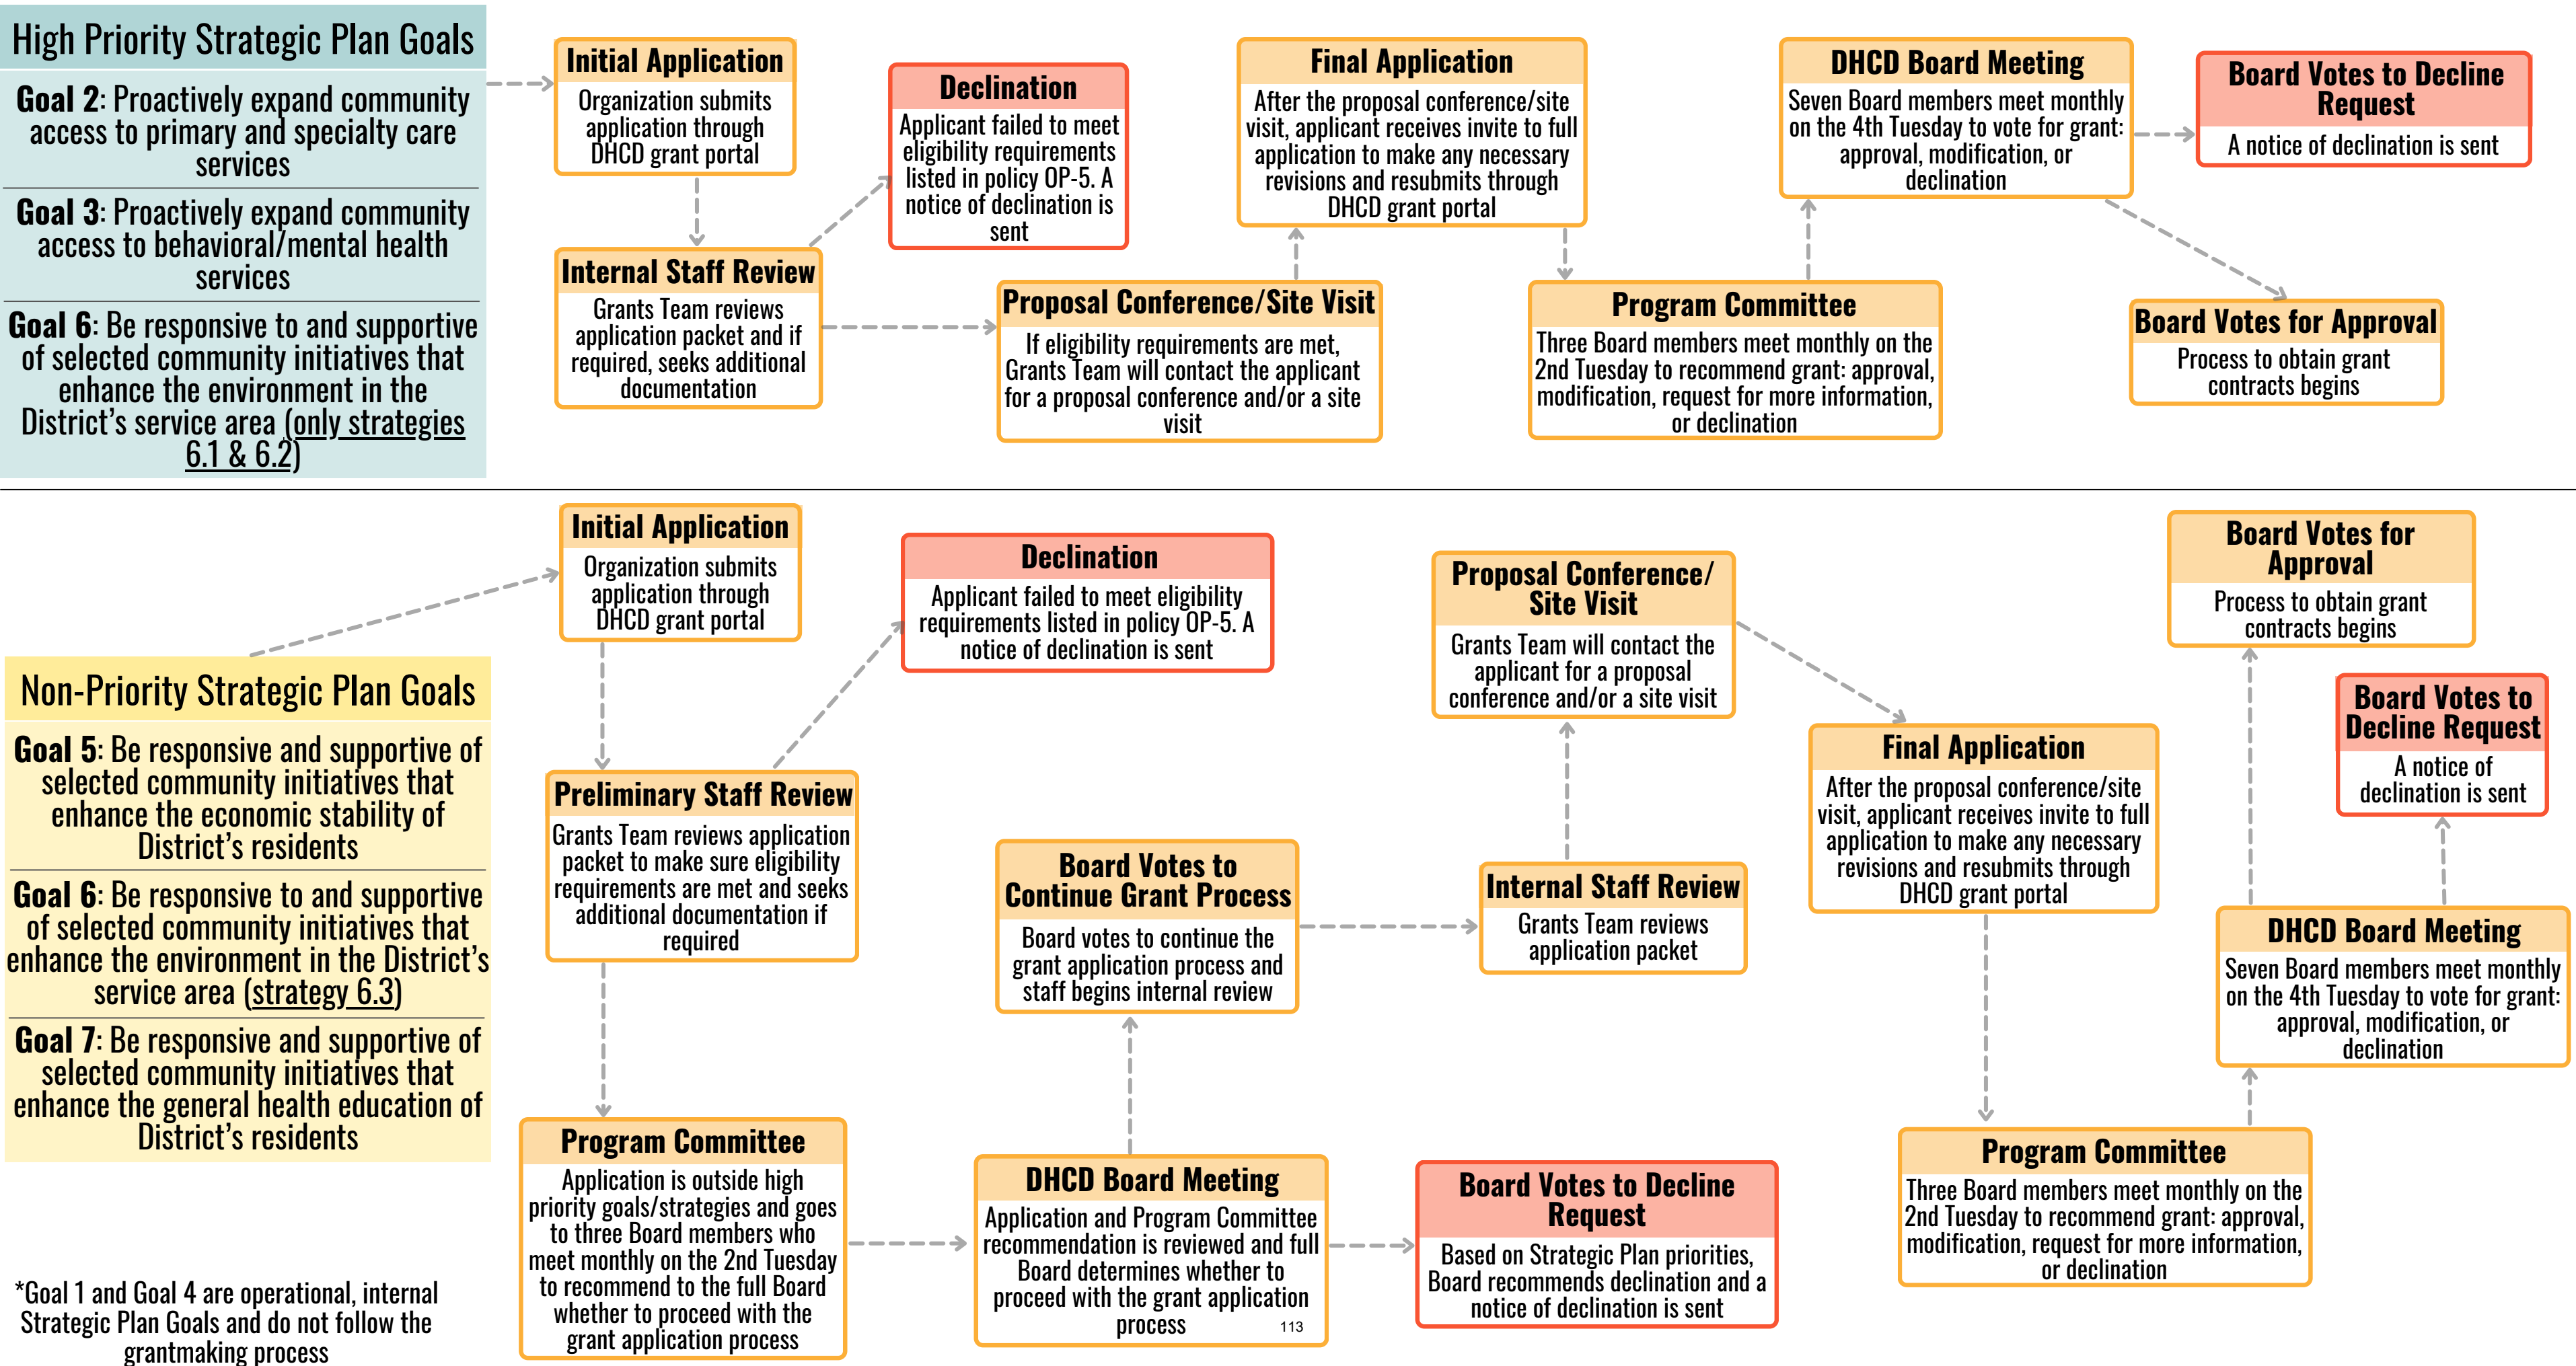 High Priority Strategic Plan Goals
Goal 2: Proactively expand community
access to primary and specialty care
services
Goal 3: Proactively expand community
access to behavioral/mental health
services
Goal 6: Be responsive to and supportive
of selected community initiatives that
enhance the environment in the
District's service area (only strategies
6.1 & 6.2)
Initial Application
Organization submits
application through
DHCD grant portal
Internal Staff Review
Grants Team reviews
application packet and if
required, seeks additional
documentation
Declination
Applicant failed to meet
eligibility requirements
listed in policy OP-5. A
notice of declination is
sent
Proposal Conference/Site Visit
If eligibility requirements are met,
Grants Team will contact the applicant
for a proposal conference and/or a site
visit
Final Application
After the proposal conference/site
visit, applicant receives invite to full
application to make any necessary
revisions and resubmits through
DHCD grant portal
Program Committee
Three Board members meet monthly on the
2nd Tuesday to recommend grant: approval,
modification, request for more information,
or declination
DHCD Board Meeting
Seven Board members meet monthly
on the 4th Tuesday to vote for grant:
approval, modification, or
declination
Board Votes to Decline
Request
A notice of declination is sent
Board Votes for Approval
Process to obtain grant
contracts begins
Non-Priority Strategic Plan Goals
Goal 5: Be responsive and supportive of
selected community initiatives that
enhance the economic stability of
District's residents
Goal 6: Be responsive to and supportive
of selected community initiatives that
enhance the environment in the District's
service area (strategy 6.3)
Goal 7: Be responsive and supportive of
selected community initiatives that
enhance the general health education of
District's residents
*Goal 1 and Goal 4 are operational, internal
Strategic Plan Goals and do not follow the
grantmaking process
Initial Application
Organization submits
application through
DHCD grant portal
Preliminary Staff Review
Grants Team reviews application
packet to make sure eligibility
requirements are met and seeks
additional documentation if
required
Declination
Applicant failed to meet eligibility
requirements listed in policy OP-5. A
notice of declination is sent
Program Committee
Application is outside high
priority goals/strategies and goes
to three Board members who
meet monthly on the 2nd Tuesday
to recommend to the full Board
whether to proceed with the
grant application process
DHCD Board Meeting
Application and Program Committee
recommendation is reviewed and full
Board determines whether to
proceed with the grant application
process
113
Board Votes to Decline
Request
Based on Strategic Plan priorities,
Board recommends declination and a
notice of declination is sent
Board Votes to
Continue Grant Process
Board votes to continue the
grant application process and
staff begins internal review
Internal Staff Review
Grants Team reviews
application packet
Proposal Conference/
Site Visit
Grants Team will contact the
applicant for a proposal
conference and/or a site visit
Final Application
After the proposal conference/site
visit, applicant receives invite to full
application to make any necessary
revisions and resubmits through
DHCD grant portal
Program Committee
Three Board members meet monthly on the
2nd Tuesday to recommend grant: approval,
modification, request for more information,
or declination
DHCD Board Meeting
Seven Board members meet monthly
on the 4th Tuesday to vote for grant:
approval, modification, or
declination
Board Votes for
Approval
Process to obtain grant
contracts begins
Board Votes to
Decline Request
A notice of
declination is sent